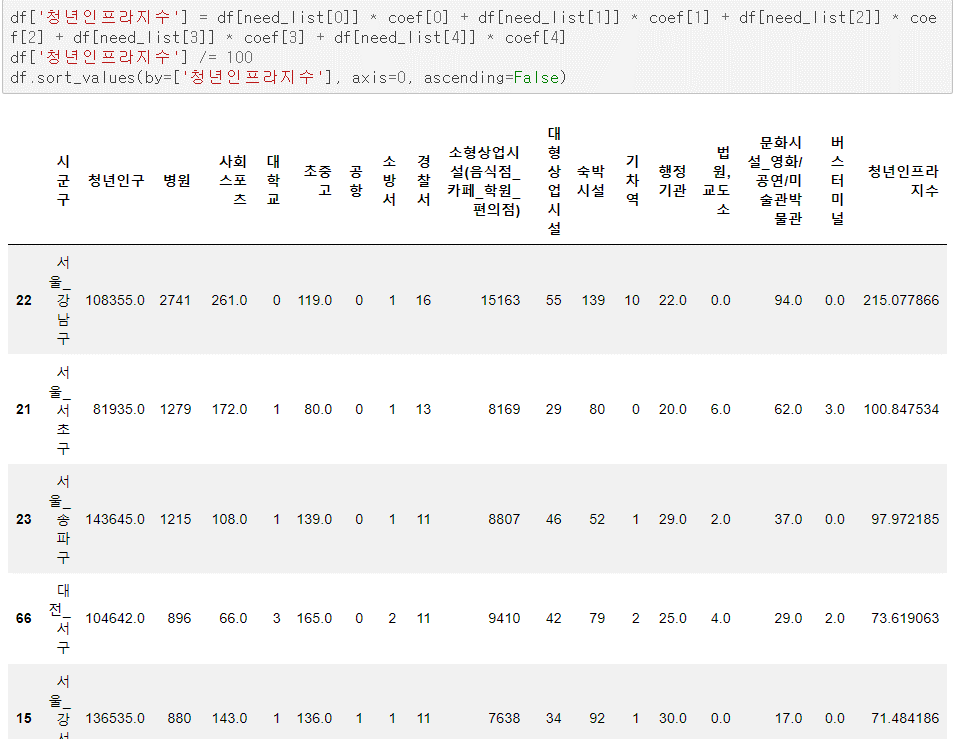 df['청년인프라지수'] = df[need_list[0]] * coef[0] + df[need_list[1]] * coef[1] + df[need_list[2]] * coe
f[2] + df[need_list[3]] * coef[3] + df[need_list[4]] * coef[4]
df['청년인프라지수'] /= 100
df.sort_values(by=['청년인프라지수'], axis=0, ascending=False)
시군구 청년인구 병원 사회스포츠 대학교 초중고 공항 소방서 경찰서 소형상업시설(음식점_카페_학원_편의점) 대형상업시설 숙박시설 기차역 행정기관 법원,교도소 문화시설_영화/공연/미술관박물관 버스터미널 청년인프라지수
22 서울_강남구 108355.0 2741 261.0 0 119.0 0 1 16 15163 55 139 10 22.0 0.0 94.0 0.0 215.077866
21 서울_서초구 81935.0 1279 172.0 1 80.0 0 1 13 8169 29 80 0 20.0 6.0 62.0 3.0 100.847534
23 서울_송파구 143645.0 1215 108.0 1 139.0 0 1 11 8807 46 52 1 29.0 2.0 37.0 0.0 97.972185
66 대전_서구 104642.0 896 66.0 3 165.0 0 2 11 9410 42 79 2 25.0 4.0 29.0 2.0 73.619063
15 서울_강 136535.0 880 143.0 1 136.0 1 1 11 7638 34 92 1 30.0 0.0 17.0 0.0 71.484186